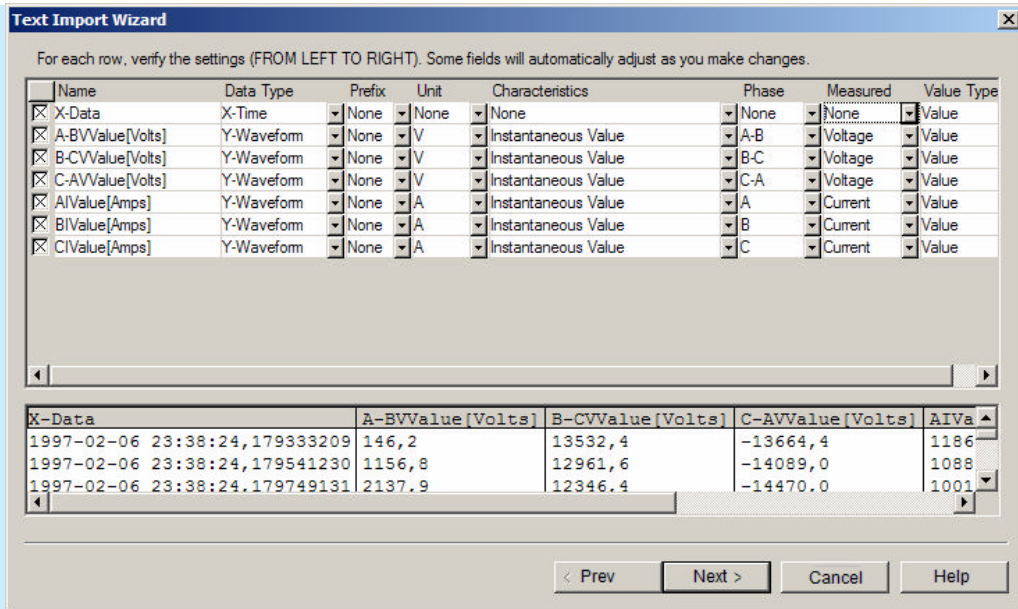 Text Import Wizard
For each row, verify the settings (FROM LEFT TO RIGHT). Some fields will automatically adjust as you make changes.
Name Data Type Prefix Unit Characteristics Phase Measured Value Type
X-Data X-Time None None None None None Value
A-BVValue[Volts] Y-Waveform None V Instantaneous Value A-B Voltage Value
B-CVValue[Volts] Y-Waveform None V Instantaneous Value B-C Voltage Value
C-AVValue[Volts] Y-Waveform None V Instantaneous Value C-A Voltage Value
AIValue[Amps] Y-Waveform None A Instantaneous Value A Current Value
BIValue[Amps] Y-Waveform None A Instantaneous Value B Current Value
CIValue[Amps] Y-Waveform None A Instantaneous Value C Current Value
X-Data A-BVValue[Volts] B-CVValue[Volts] C-AVValue[Volts] AIVa
1997-02-06 23:38:24,179333209 146,2 13532,4 -13664,4 1186
1997-02-06 23:38:24,179541230 1156,8 12961,6 -14089,0 1088
1997-02-06 23:38:24,179749131 2137,9 12346,4 -14470,0 1001
< Prev Next > Cancel Help